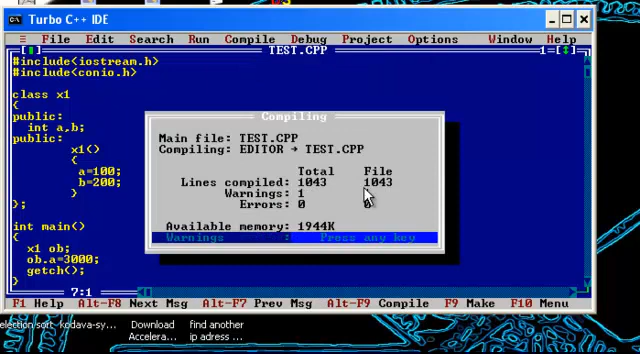 Turbo C++ IDE
≡ File Edit Search Run Compile Debug Project Options Window Help
TEST.CPP 1=[↕]
#include<iostream.h>
#include<conio.h>
class x1
{
public:
int a,b;
public:
x1()
{
a=100;
b=200;
}
};
int main()
{
x1 ob;
ob.a=3000;
getch();
7:1
Compiling
Main file: TEST.CPP
Compiling: EDITOR → TEST.CPP
Total File
Lines compiled: 1043 1043
Warnings: 1
Errors: 0 0
Available memory: 1944K
Warnings : Press any key
F1 Help Alt-F8 Next Msg Alt-F7 Prev Msg Alt-F9 Compile F9 Make F10 Menu
election sort_kodava-sy... Download find another
Accelera... ip adress ...